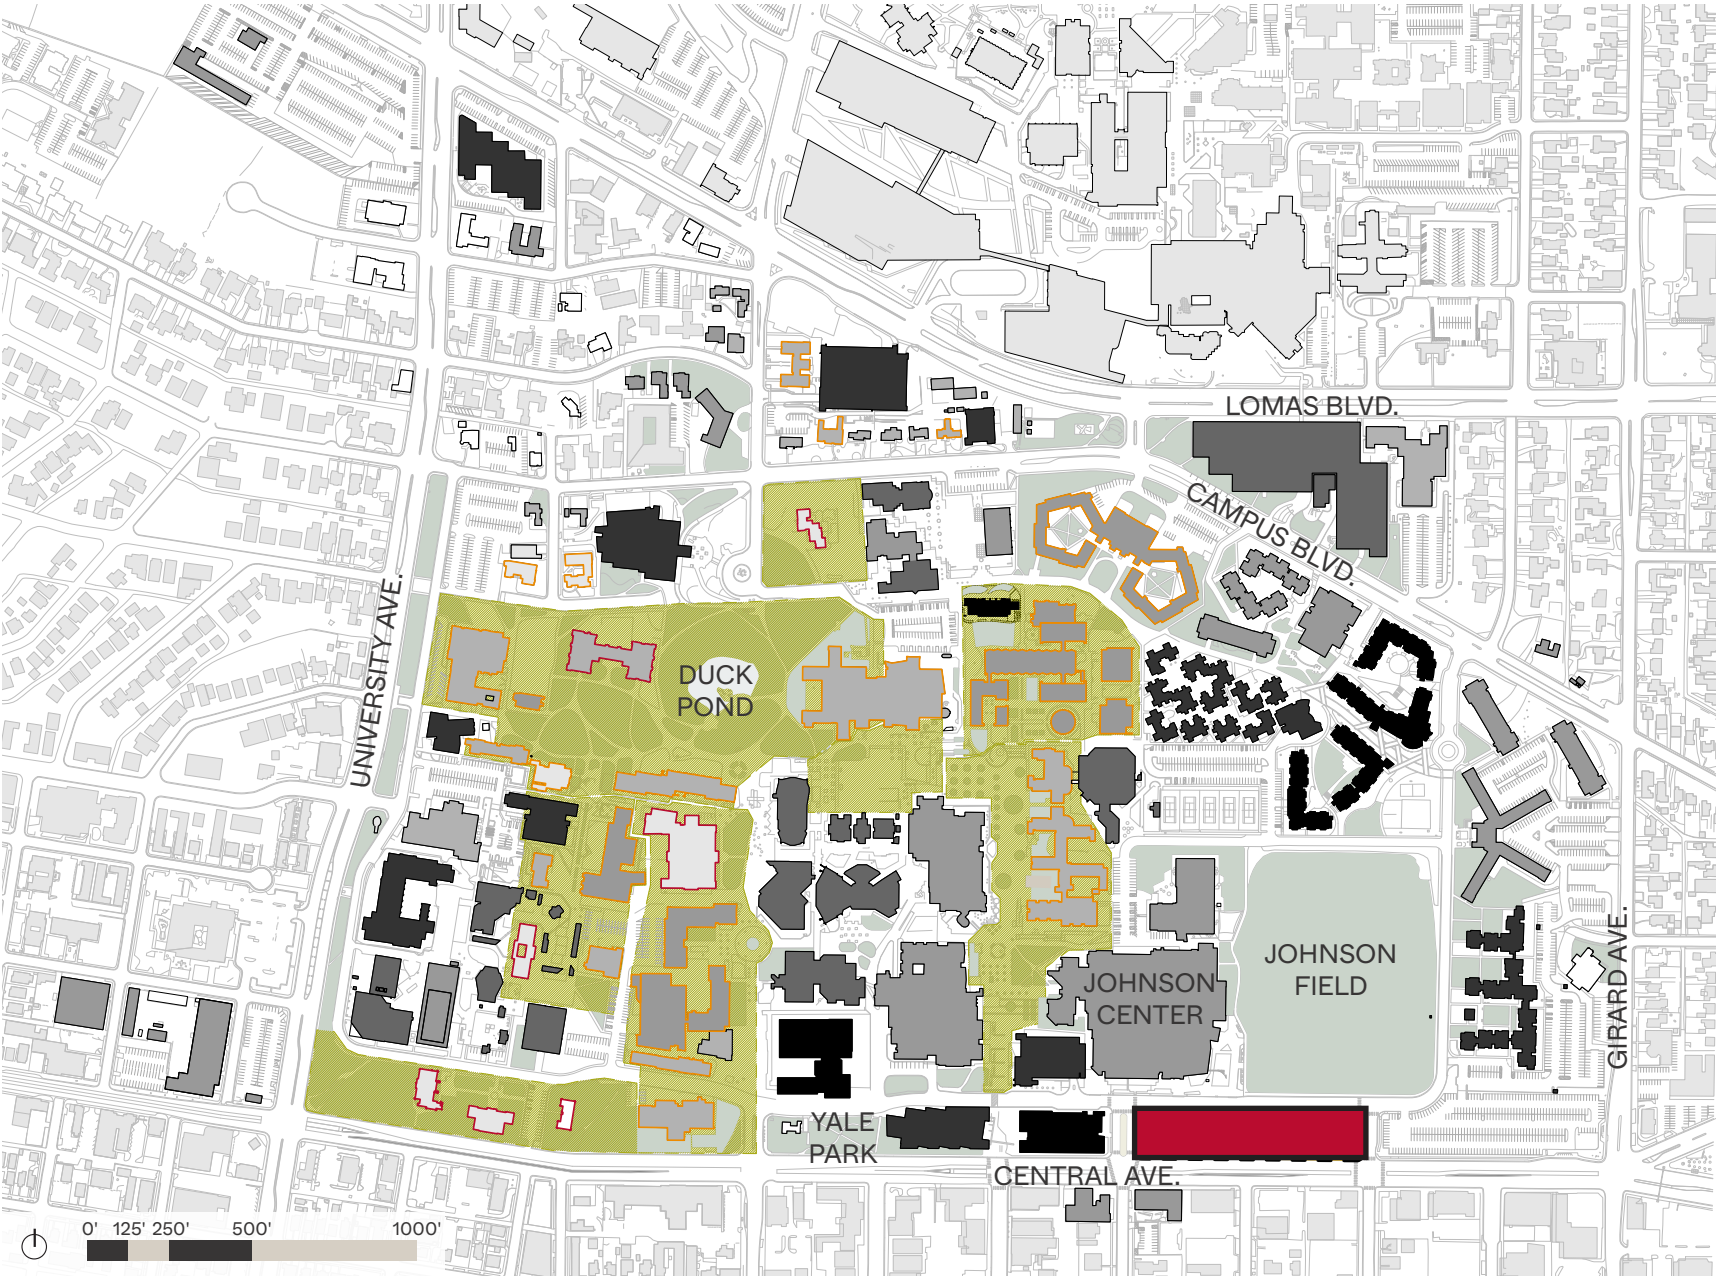 LOMAS BLVD.
CAMPUS BLVD.
UNIVERSITY AVE.
DUCK
POND
JOHNSON
FIELD
JOHNSON
CENTER
GIRARD AVE.
YALE
PARK
CENTRAL AVE.
0' 125' 250' 500' 1000'